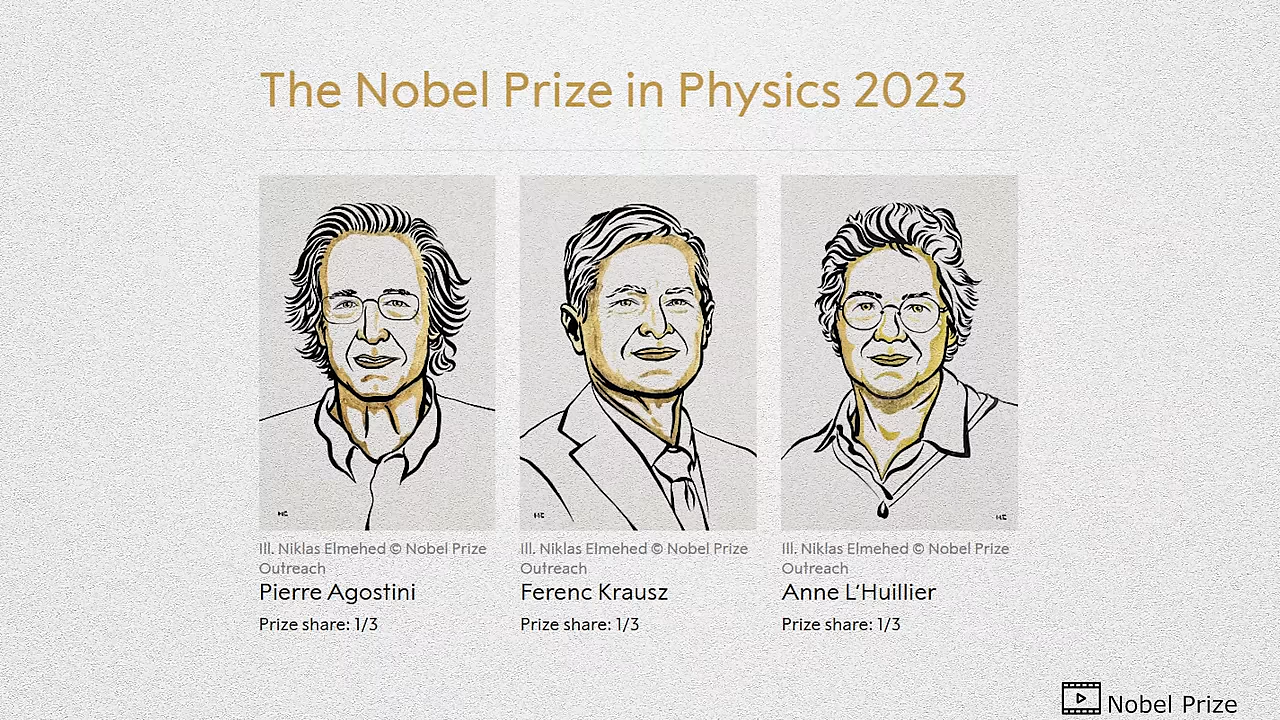 The Nobel Prize in Physics 2023
Ill. Niklas Elmehed © Nobel Prize
Outreach
Pierre Agostini
Prize share: 1/3
Ill. Niklas Elmehed © Nobel Prize
Outreach
Ferenc Krausz
Prize share: 1/3
Ill. Niklas Elmehed © Nobel Prize
Outreach
Anne L'Huillier
Prize share: 1/3
Nobel Prize